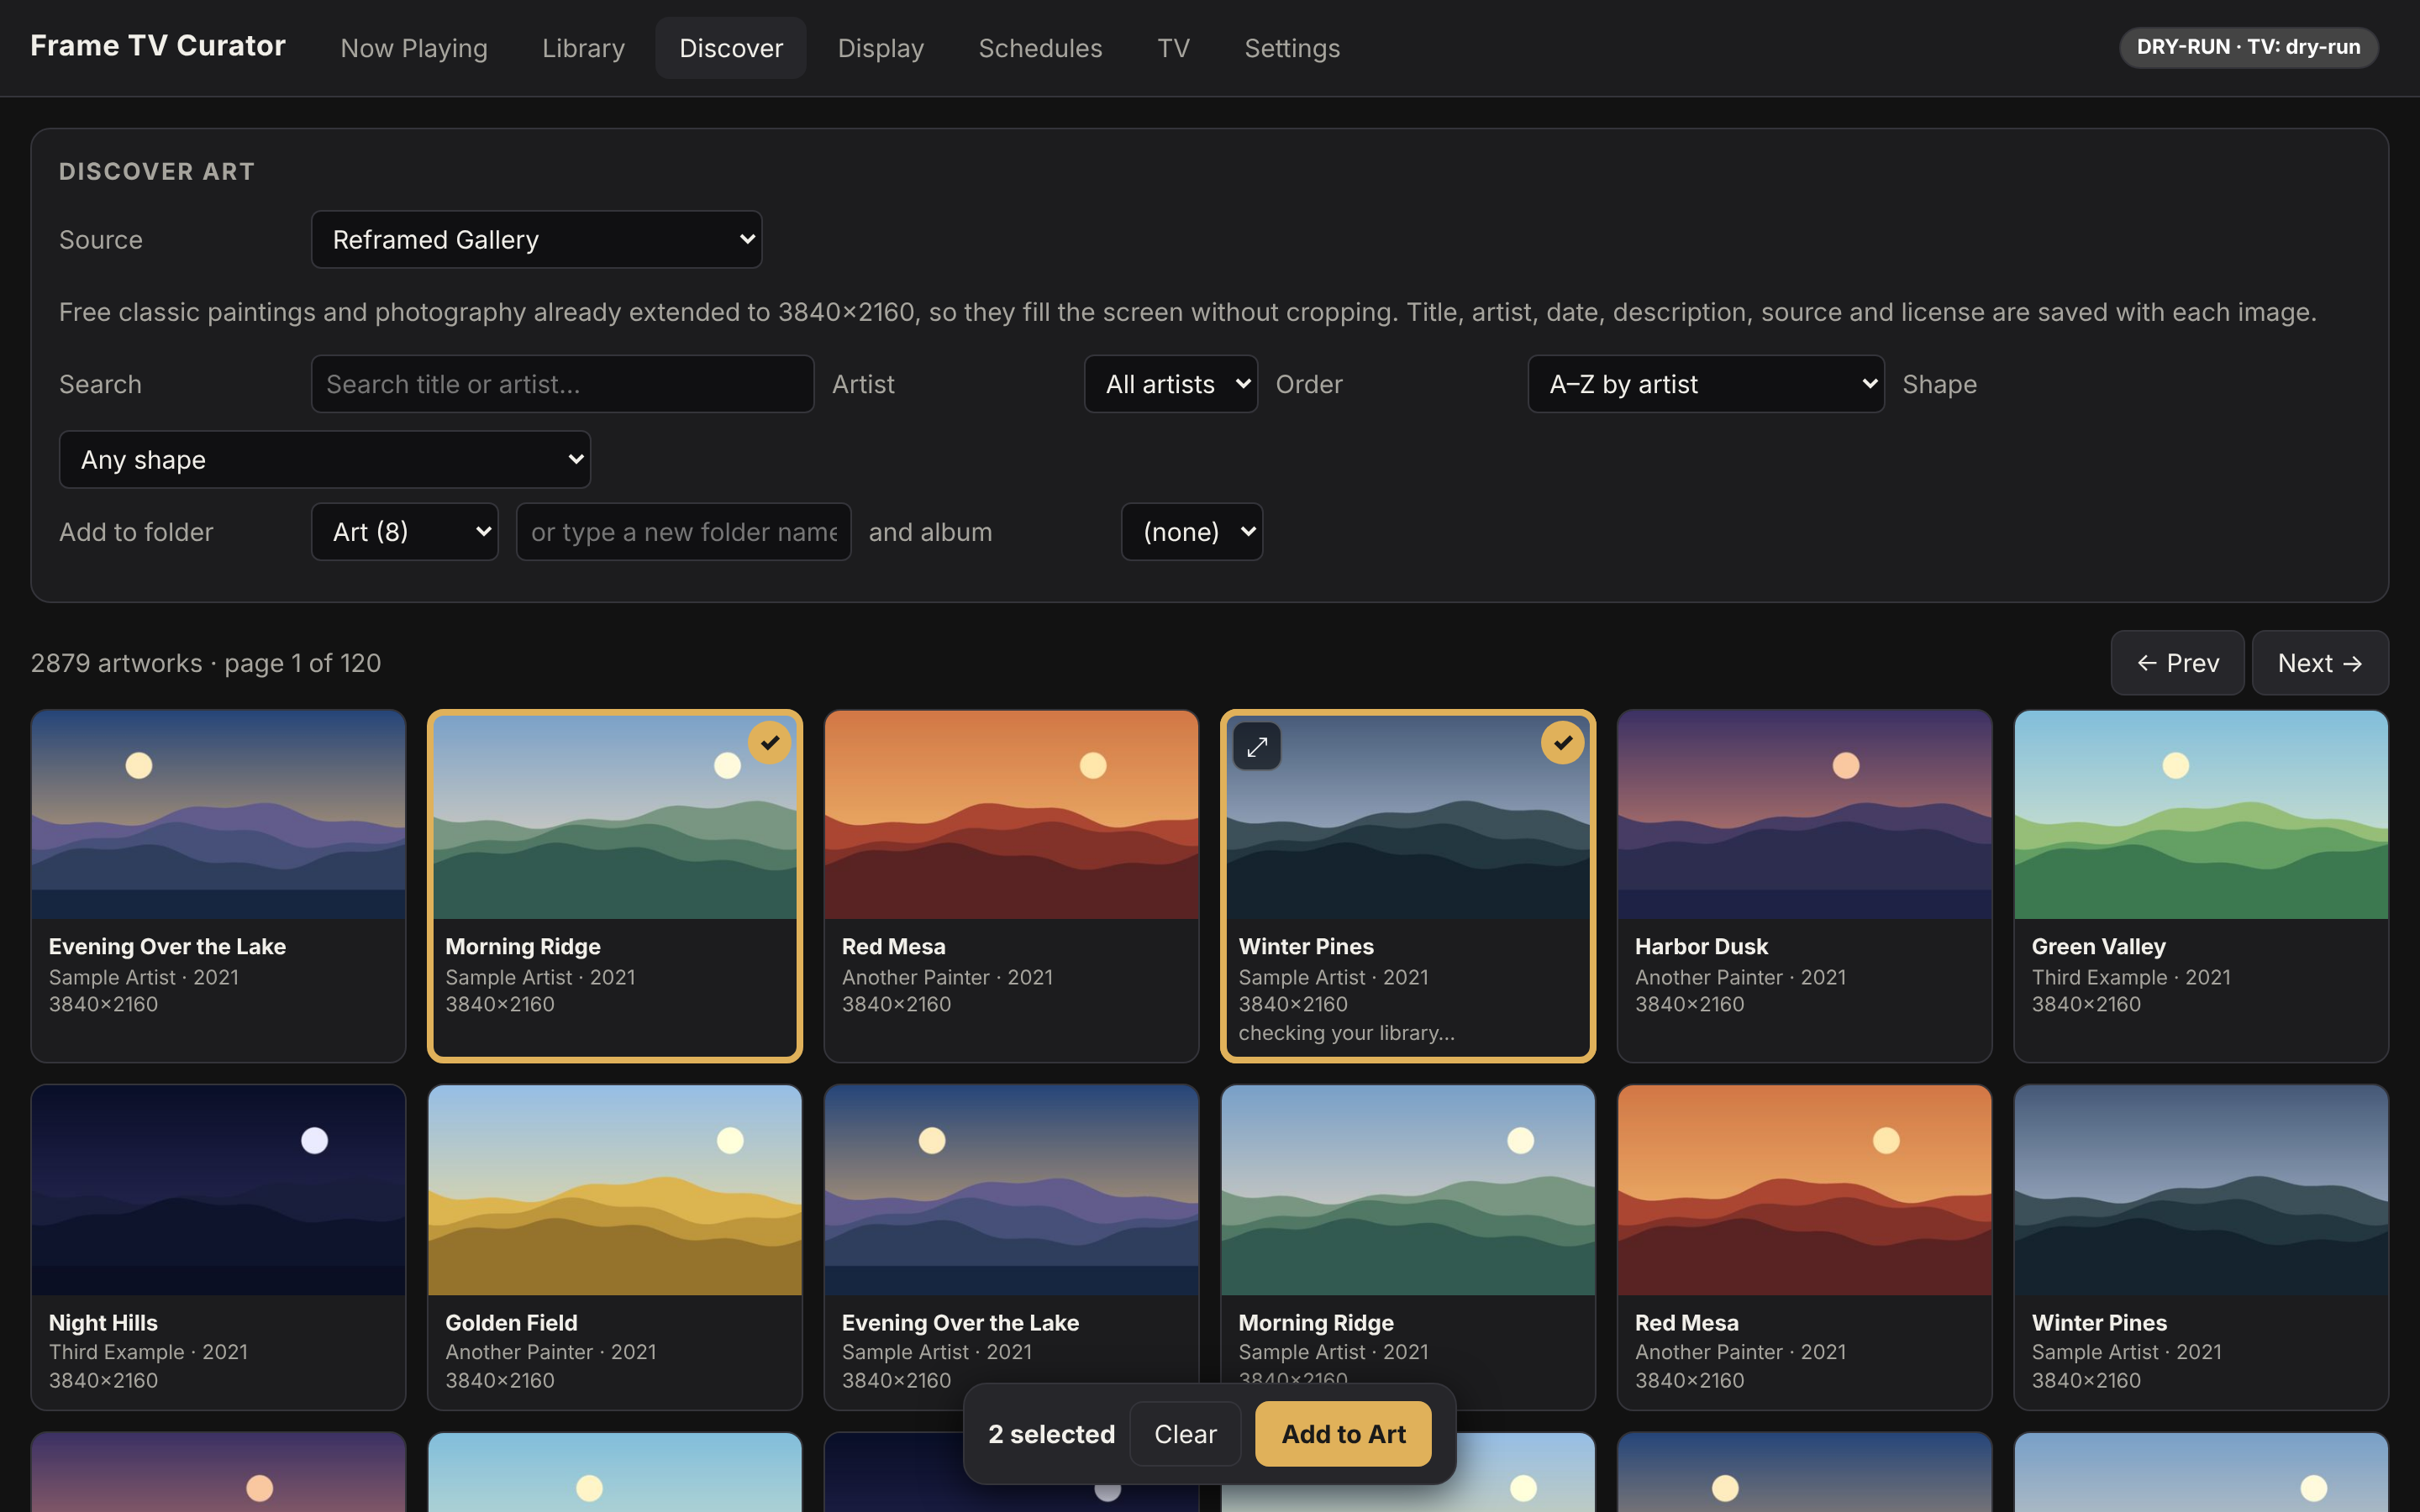 Frame TV Curator Now Playing Library Discover Display Schedules TV Settings DRY-RUN · TV: dry-run
DISCOVER ART
Source Reframed Gallery
Free classic paintings and photography already extended to 3840×2160, so they fill the screen without cropping. Title, artist, date, description, source and license are saved with each image.
Search Search title or artist... Artist All artists Order A–Z by artist Shape
Any shape
Add to folder Art (8) or type a new folder name and album (none)
2879 artworks · page 1 of 120 ← Prev Next →
Evening Over the Lake
Sample Artist · 2021
3840×2160
Morning Ridge
Sample Artist · 2021
3840×2160
Red Mesa
Another Painter · 2021
3840×2160
Winter Pines
Sample Artist · 2021
3840×2160
checking your library...
Harbor Dusk
Another Painter · 2021
3840×2160
Green Valley
Third Example · 2021
3840×2160
Night Hills
Third Example · 2021
3840×2160
Golden Field
Another Painter · 2021
3840×2160
Evening Over the Lake
Sample Artist · 2021
3840×2160
Morning Ridge
Sample Artist · 2021
3840×2160
Red Mesa
Another Painter · 2021
3840×2160
Winter Pines
Sample Artist · 2021
3840×2160
2 selected Clear Add to Art